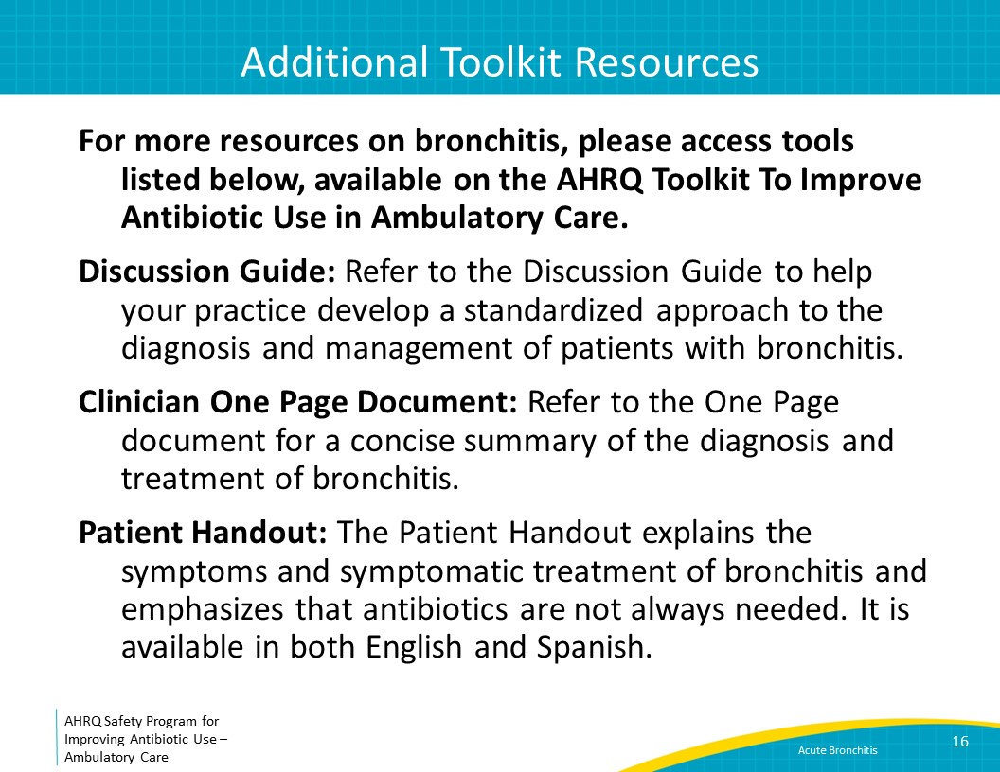 Additional Toolkit Resources
For more resources on bronchitis, please access tools
listed below, available on the AHRQ Toolkit To Improve
Antibiotic Use in Ambulatory Care.
Discussion Guide: Refer to the Discussion Guide to help
your practice develop a standardized approach to the
diagnosis and management of patients with bronchitis.
Clinician One Page Document: Refer to the One Page
document for a concise summary of the diagnosis and
treatment of bronchitis.
Patient Handout: The Patient Handout explains the
symptoms and symptomatic treatment of bronchitis and
emphasizes that antibiotics are not always needed. It is
available in both English and Spanish.
AHRQ Safety Program for
Improving Antibiotic Use –
Ambulatory Care
Acute Bronchitis
16